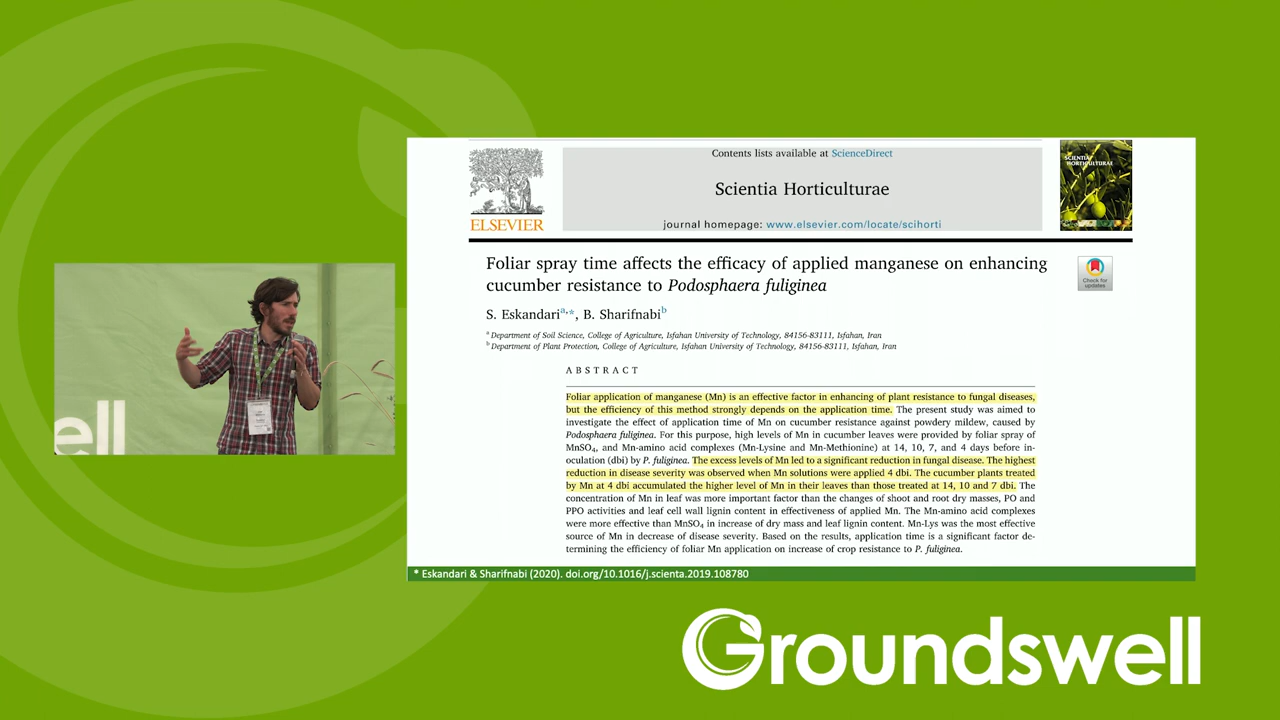 Contents lists available at ScienceDirect
SCIENTIA
HORTICULTURAE
Scientia Horticulturae
ELSEVIER
journal homepage: www.elsevier.com/locate/scihorti
Foliar spray time affects the efficacy of applied manganese on enhancing
cucumber resistance to Podosphaera fuliginea
Check for
updates
S. Eskandariᵃ,*, B. Sharifnabiᵇ
ᵃ Department of Soil Science, College of Agriculture, Isfahan University of Technology, 84156-83111, Isfahan, Iran
ᵇ Department of Plant Protection, College of Agriculture, Isfahan University of Technology, 84156-83111, Isfahan, Iran
ABSTRACT
Foliar application of manganese (Mn) is an effective factor in enhancing of plant resistance to fungal diseases,
but the efficiency of this method strongly depends on the application time. The present study was aimed to
investigate the effect of application time of Mn on cucumber resistance against powdery mildew, caused by
Podosphaera fuliginea. For this purpose, high levels of Mn in cucumber leaves were provided by foliar spray of
MnSO₄, and Mn-amino acid complexes (Mn-Lysine and Mn-Methionine) at 14, 10, 7, and 4 days before in-
oculation (dbi) by P. fuliginea. The excess levels of Mn led to a significant reduction in fungal disease. The highest
reduction in disease severity was observed when Mn solutions were applied 4 dbi. The cucumber plants treated
by Mn at 4 dbi accumulated the higher level of Mn in their leaves than those treated at 14, 10 and 7 dbi. The
concentration of Mn in leaf was more important factor than the changes of shoot and root dry masses, PO and
PPO activities and leaf cell wall lignin content in effectiveness of applied Mn. The Mn-amino acid complexes
were more effective than MnSO₄ in increase of dry mass and leaf lignin content. Mn-Lys was the most effective
source of Mn in decrease of disease severity. Based on the results, application time is a significant factor de-
termining the efficiency of foliar Mn application on increase of crop resistance to P. fuliginea.
* Eskandari & Sharifnabi (2020). doi.org/10.1016/j.scienta.2019.108780
ell
Groundswell